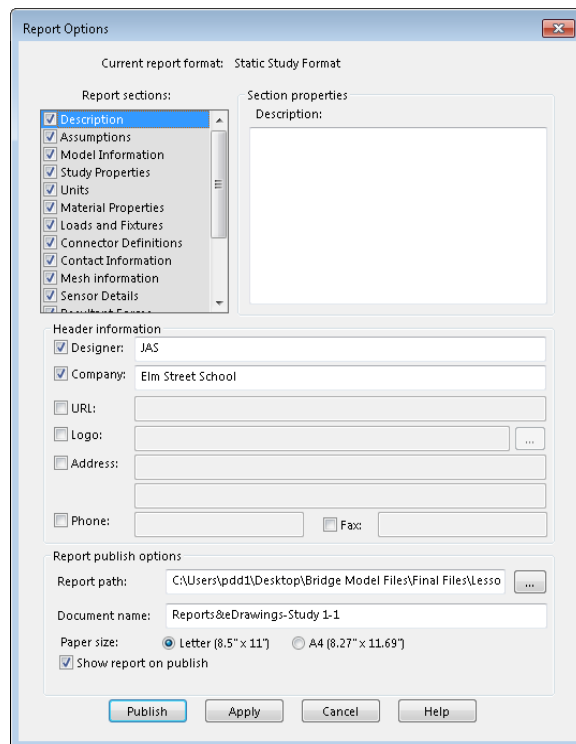 Report Options
Current report format: Static Study Format
Report sections:
Section properties
Description
Description:
Assumptions
Model Information
Study Properties
Units
Material Properties
Loads and Fixtures
Connector Definitions
Contact Information
Mesh information
Sensor Details
Resultant Forces
Header information
Designer: JAS
Company: Elm Street School
URL:
Logo: ...
Address:
Phone: Fax:
Report publish options
Report path: C:\Users\pdd1\Desktop\Bridge Model Files\Final Files\Lesso ...
Document name: Reports&eDrawings-Study 1-1
Paper size: Letter (8.5" x 11") A4 (8.27" x 11.69")
Show report on publish
Publish Apply Cancel Help